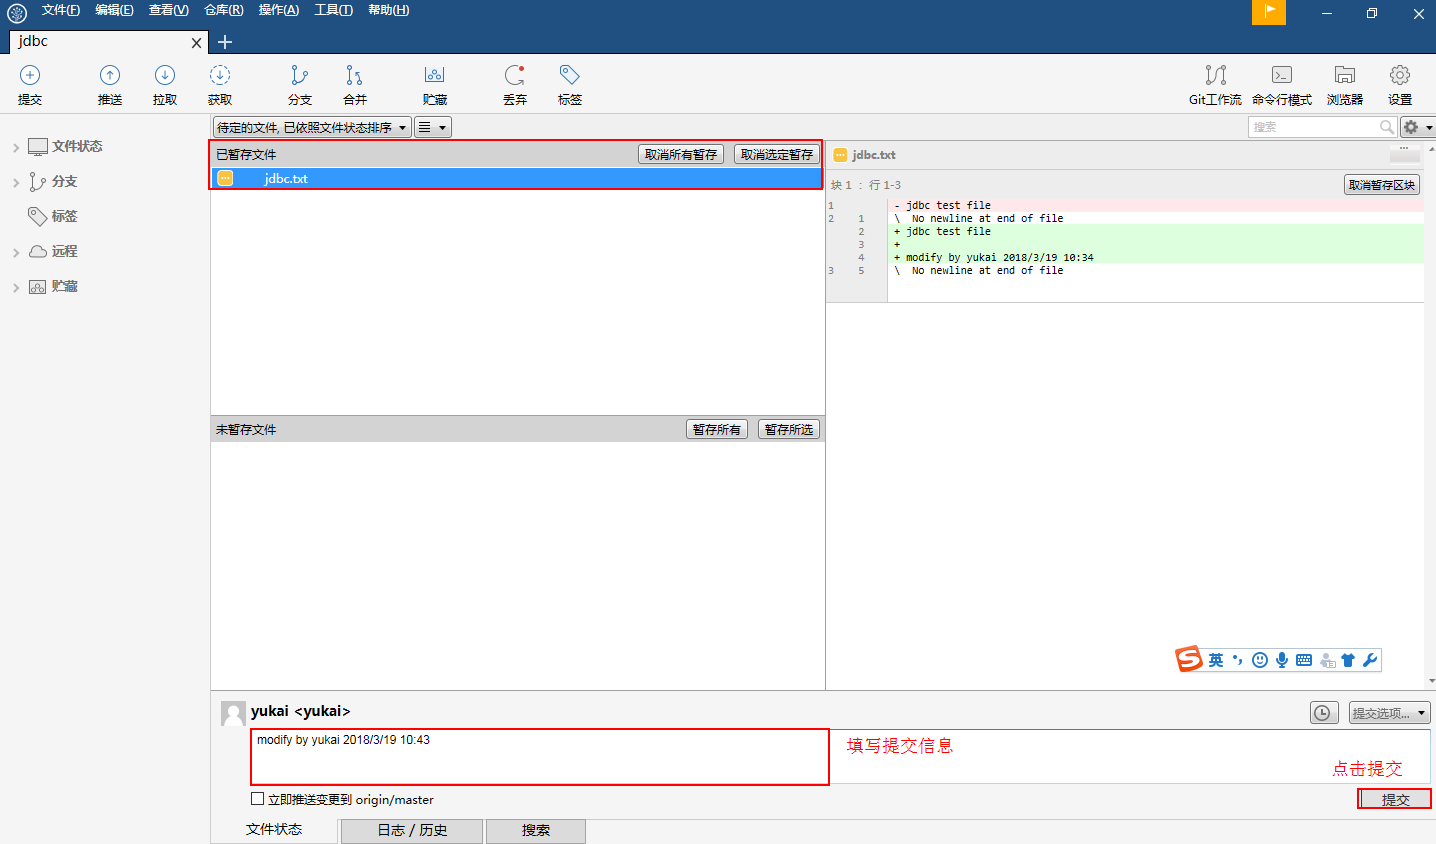 文件(F) 编辑(E) 查看(V) 仓库(R) 操作(A) 工具(T) 帮助(H)
jdbc
提交 推送 拉取 获取 分支 合并 贮藏 丢弃 标签 Git工作流 命令行模式 浏览器 设置
待定的文件, 已依照文件状态排序
搜索
文件状态
分支
标签
远程
贮藏
已暂存文件 取消所有暂存 取消选定暂存
jdbc.txt
未暂存文件 暂存所有 暂存所选
jdbc.txt
块 1 : 行 1-3 取消暂存区块
1 - jdbc test file
2 1 \ No newline at end of file
2 + jdbc test file
3 +
4 + modify by yukai 2018/3/19 10:34
3 5 \ No newline at end of file
英
yukai <yukai>
提交选项...
modify by yukai 2018/3/19 10:43
填写提交信息
点击提交
立即推送变更到 origin/master
提交
文件状态 日志 / 历史 搜索